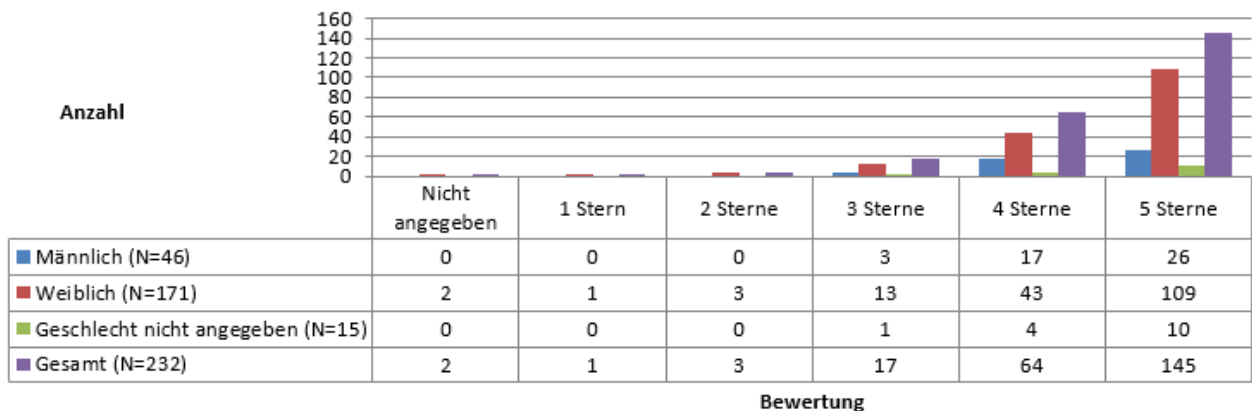 160
140
120
100
80
60
40
20
0
Anzahl
Nicht
angegeben
1 Stern
2 Sterne
3 Sterne
4 Sterne
5 Sterne
Männlich (N=46) 0 0 0 3 17 26
Weiblich (N=171) 2 1 3 13 43 109
Geschlecht nicht angegeben (N=15) 0 0 0 1 4 10
Gesamt (N=232) 2 1 3 17 64 145
Bewertung